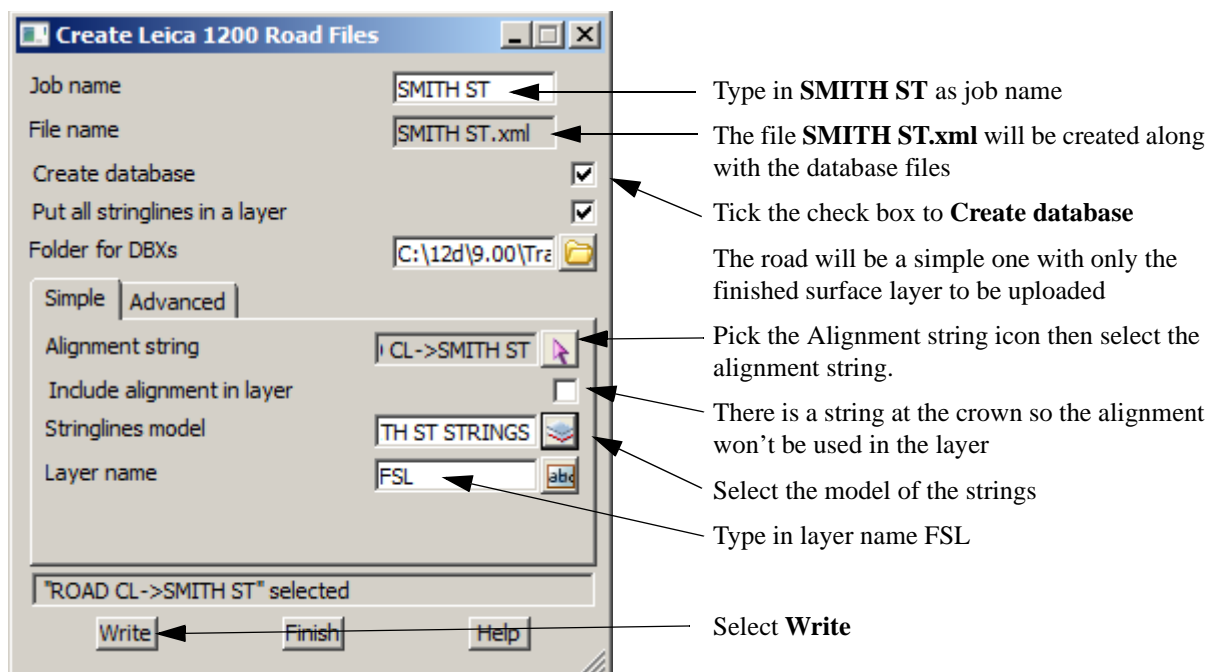 Create Leica 1200 Road Files
Job name
SMITH ST
File name
SMITH ST.xml
Create database
Put all stringlines in a layer
Folder for DBXs
C:\12d\9.00\Tra
Simple
Advanced
Alignment string
CL->SMITH ST
Include alignment in layer
Stringlines model
TH ST STRINGS
Layer name
FSL
abc
"ROAD CL->SMITH ST" selected
Write
Finish
Help
Type in SMITH ST as job name
The file SMITH ST.xml will be created along
with the database files
Tick the check box to Create database
The road will be a simple one with only the
finished surface layer to be uploaded
Pick the Alignment string icon then select the
alignment string.
There is a string at the crown so the alignment
won’t be used in the layer
Select the model of the strings
Type in layer name FSL
Select Write